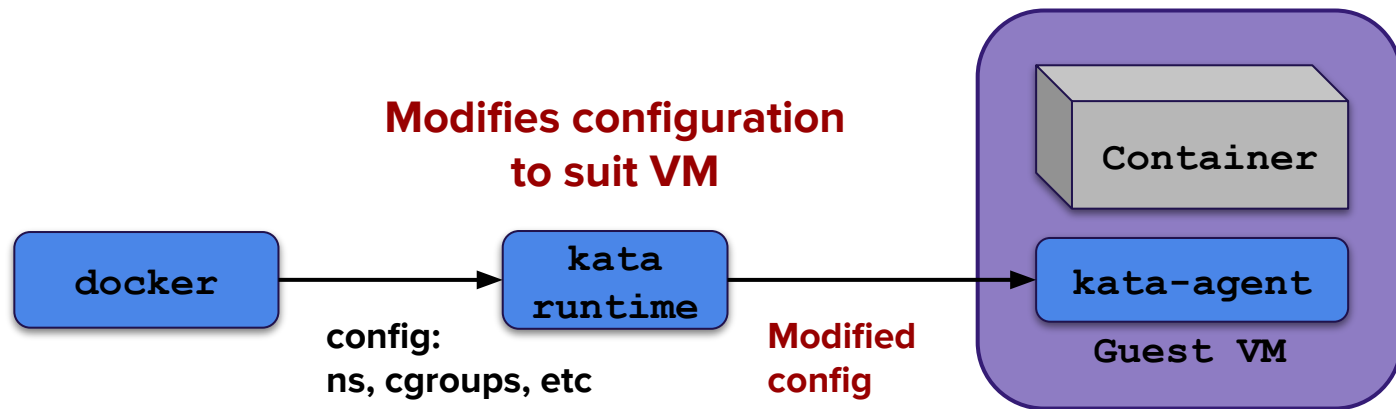 Modifies configuration
to suit VM
Container
docker
kata
runtime
kata-agent
config:
ns, cgroups, etc
Modified
config
Guest VM